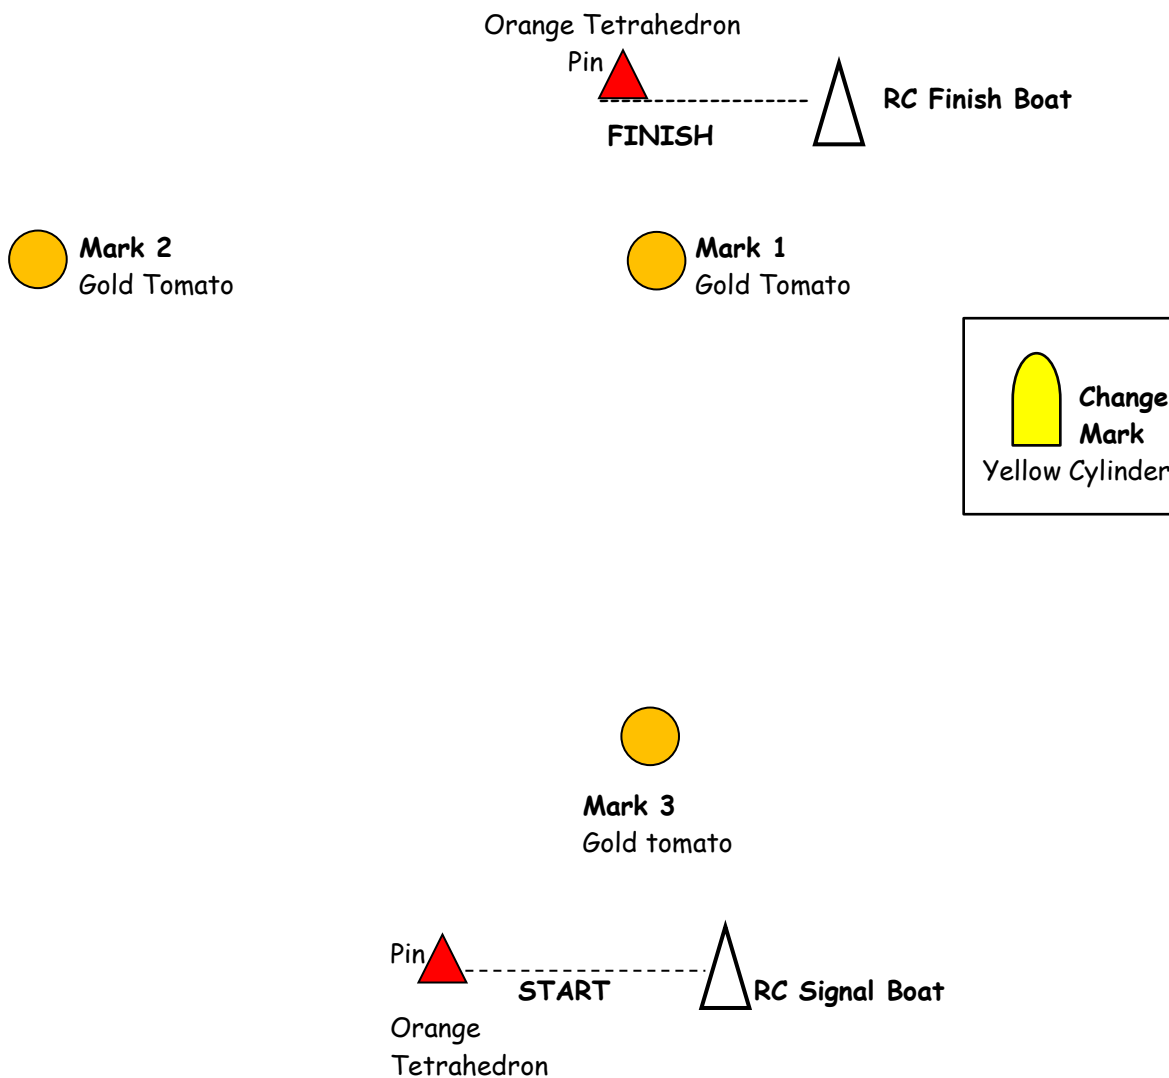 Orange Tetrahedron
Pin
RC Finish Boat
FINISH
Mark 2
Gold Tomato
Mark 1
Gold Tomato
Change
Mark
Yellow Cylinder
Mark 3
Gold tomato
Pin
START
RC Signal Boat
Orange
Tetrahedron